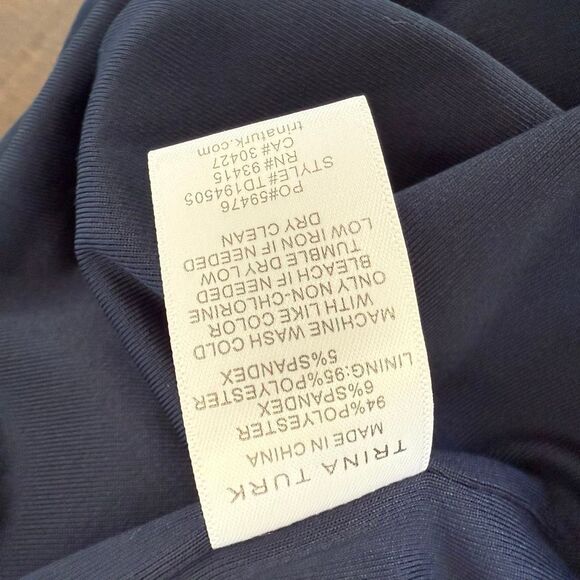 TRINA TURK
MADE IN CHINA
94%POLYESTER
6%SPANDEX
LINING:95%POLYESTER
5%SPANDEX
MACHINE WASH COLD
WITH LIKE COLOR
ONLY NON-CHLORINE
BLEACH IF NEEDED
TUMBLE DRY LOW
LOW IRON IF NEEDED
DRY CLEAN
PO#59476
STYLE# TD194505
RN# 93415
CA# 30427
trinaturk.com